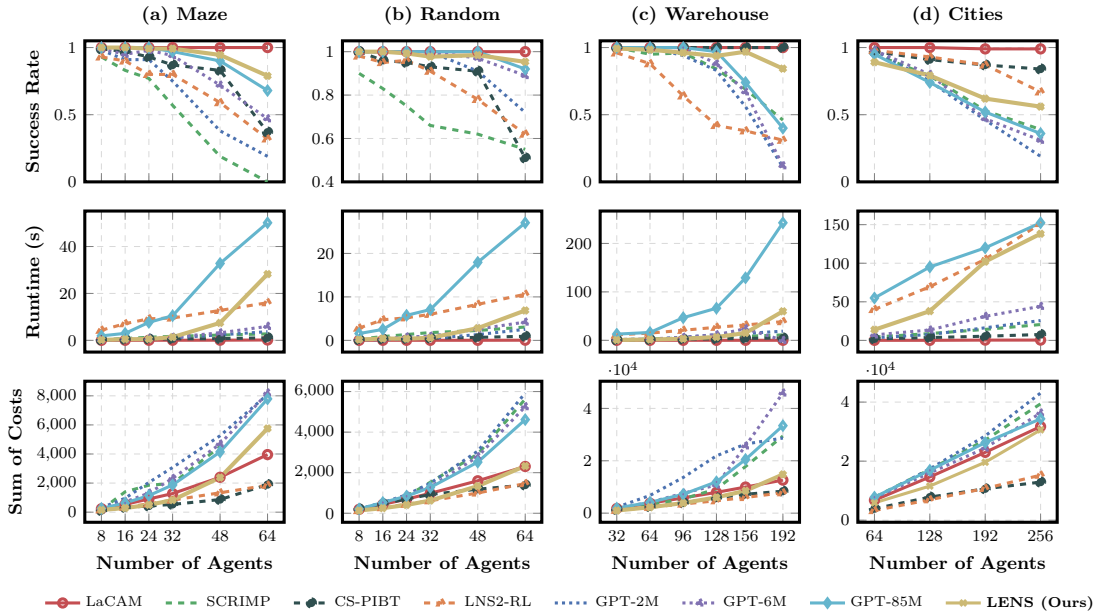 (a) Maze (b) Random (c) Warehouse (d) Cities
Success Rate
1 0.5 0
1 0.8 0.6 0.4
1 0.5 0
1 0.5 0
Runtime (s)
40 20 0
20 10 0
200 100 0
150 100 50 0
Sum of Costs
8,000 6,000 4,000 2,000 0
6,000 4,000 2,000 0
·10^4
4 2 0
·10^4
4 2 0
8 16 24 32 48 64
8 16 24 32 48 64
32 64 96 128 156 192
64 128 192 256
Number of Agents Number of Agents Number of Agents Number of Agents
LaCAM SCRIMP CS-PIBT LNS2-RL GPT-2M GPT-6M GPT-85M LENS (Ours)